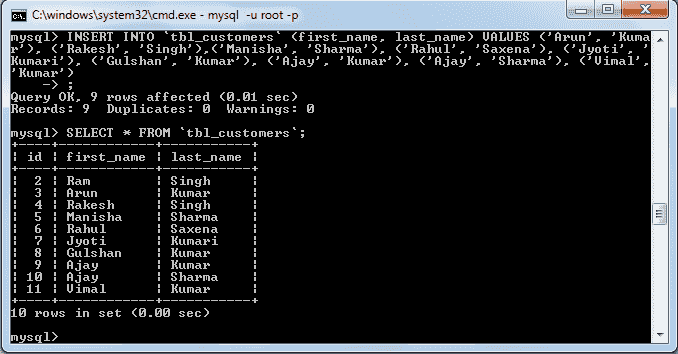 C:\windows\system32\cmd.exe - mysql -u root -p
mysql> INSERT INTO `tbl_customers` (first_name, last_name) VALUES ('Arun', 'Kuma
r'), ('Rakesh', 'Singh'),('Manisha', 'Sharma'), ('Rahul', 'Saxena'), ('Jyoti', '
Kumari'), ('Gulshan', 'Kumar'), ('Ajay', 'Kumar'), ('Ajay', 'Sharma'), ('Vimal',
'Kumar')
    -> ;
Query OK, 9 rows affected (0.01 sec)
Records: 9  Duplicates: 0  Warnings: 0
mysql> SELECT * FROM `tbl_customers`;
+----+------------+-----------+
| id | first_name | last_name |
+----+------------+-----------+
|  2 | Ram        | Singh     |
|  3 | Arun       | Kumar     |
|  4 | Rakesh     | Singh     |
|  5 | Manisha    | Sharma    |
|  6 | Rahul      | Saxena    |
|  7 | Jyoti      | Kumari    |
|  8 | Gulshan    | Kumar     |
|  9 | Ajay       | Kumar     |
| 10 | Ajay       | Sharma    |
| 11 | Vimal      | Kumar     |
+----+------------+-----------+
10 rows in set (0.00 sec)
mysql>